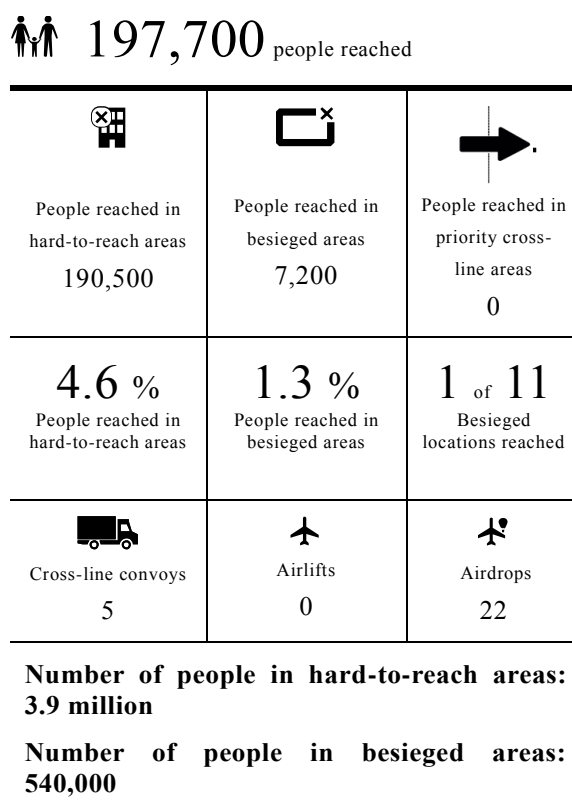 197,700 people reached
People reached in
hard-to-reach areas
190,500
People reached in
besieged areas
7,200
People reached in
priority cross-
line areas
0
4.6 %
People reached in
hard-to-reach areas
1.3 %
People reached in
besieged areas
1 of 11
Besieged
locations reached
Cross-line convoys
5
Airlifts
0
Airdrops
22
Number of people in hard-to-reach areas:
3.9 million
Number of people in besieged areas:
540,000